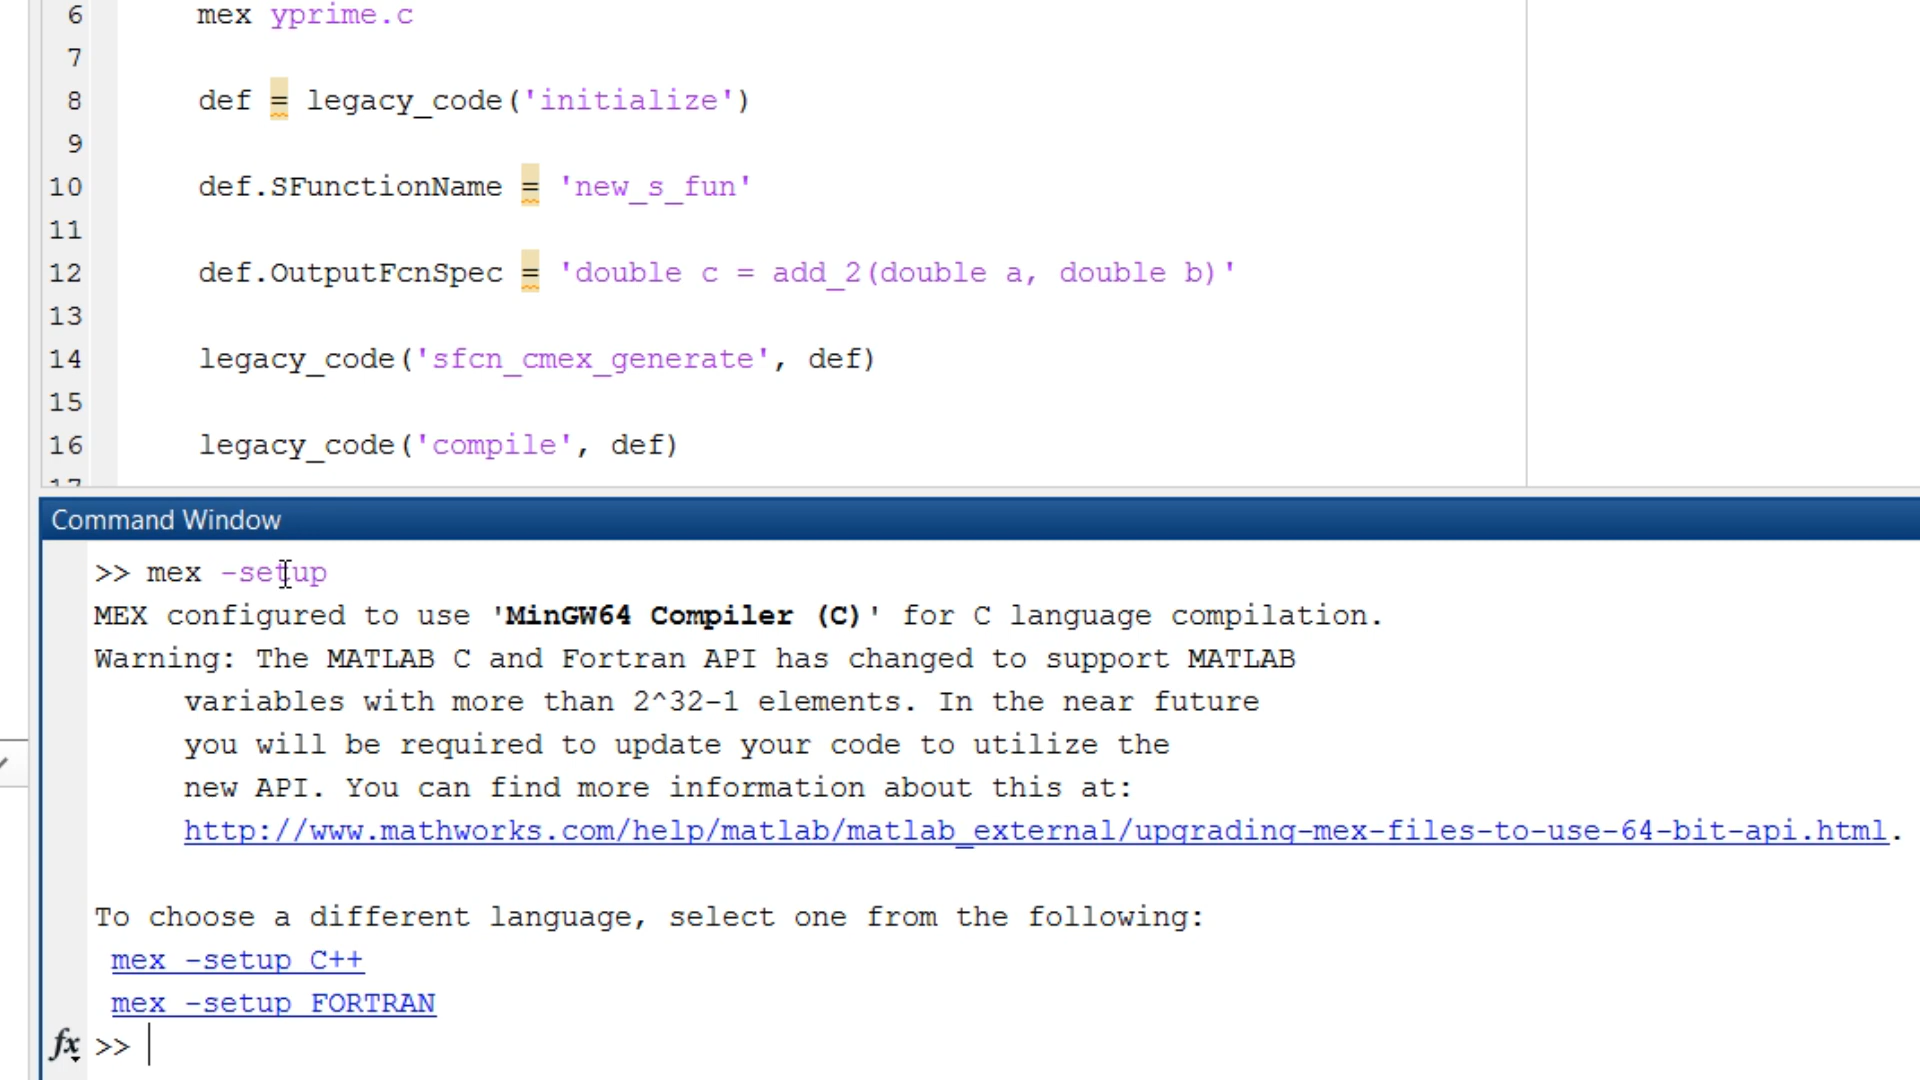 6 mex yprime.c
7
8 def = legacy_code('initialize')
9
10 def.SFunctionName = 'new_s_fun'
11
12 def.OutputFcnSpec = 'double c = add_2(double a, double b)'
13
14 legacy_code('sfcn_cmex_generate', def)
15
16 legacy_code('compile', def)
17
Command Window
>> mex -setup
MEX configured to use 'MinGW64 Compiler (C)' for C language compilation.
Warning: The MATLAB C and Fortran API has changed to support MATLAB
variables with more than 2^32-1 elements. In the near future
you will be required to update your code to utilize the
new API. You can find more information about this at:
http://www.mathworks.com/help/matlab/matlab_external/upgrading-mex-files-to-use-64-bit-api.html.
To choose a different language, select one from the following:
mex -setup C++
mex -setup FORTRAN
fx >>